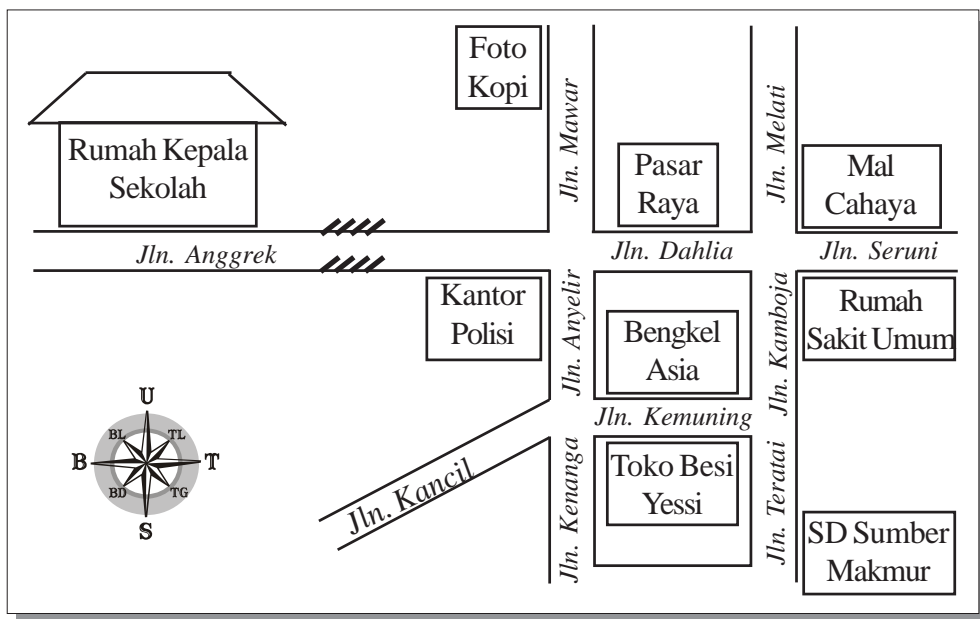 Foto
Kopi
Jln. Mawar
Jln. Melati
Rumah Kepala
Sekolah
Pasar
Raya
Mal
Cahaya
Jln. Anggrek
Jln. Dahlia
Jln. Seruni
Kantor
Polisi
Jln. Anyelir
Bengkel
Asia
Jln. Kamboja
Rumah
Sakit Umum
Jln. Kemuning
U
BL
TL
B
T
BD
TG
S
Jln. Kancil
Jln. Kenanga
Toko Besi
Yessi
Jln. Teratai
SD Sumber
Makmur